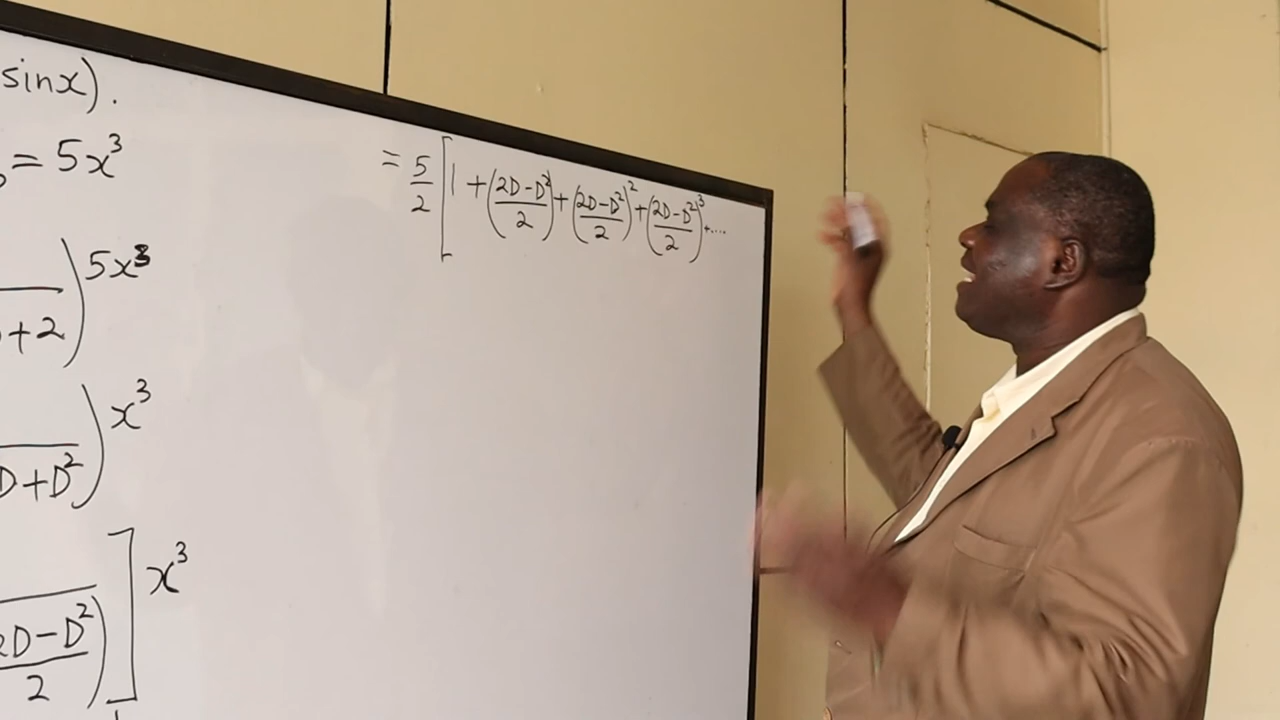 sinx).
= 5x³
) 5x³
+2
) x³
D+D²
] x³
2D-D²)
2
= 5/2 [1 + ((2D-D²)/2) + ((2D-D²)/2)² + ((2D-D²)/2)³ + ....